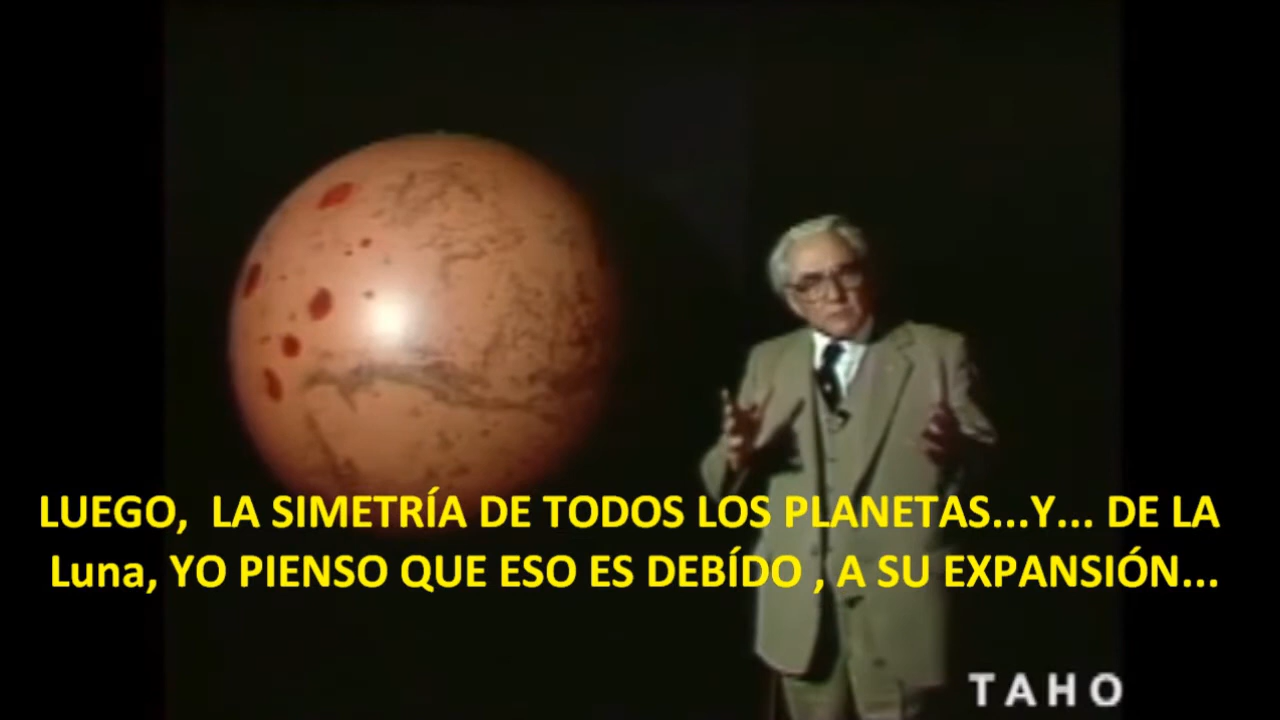 LUEGO, LA SIMETRÍA DE TODOS LOS PLANETAS...Y... DE LA
Luna, YO PIENSO QUE ESO ES DEBÍDO , A SU EXPANSIÓN...
TAHO